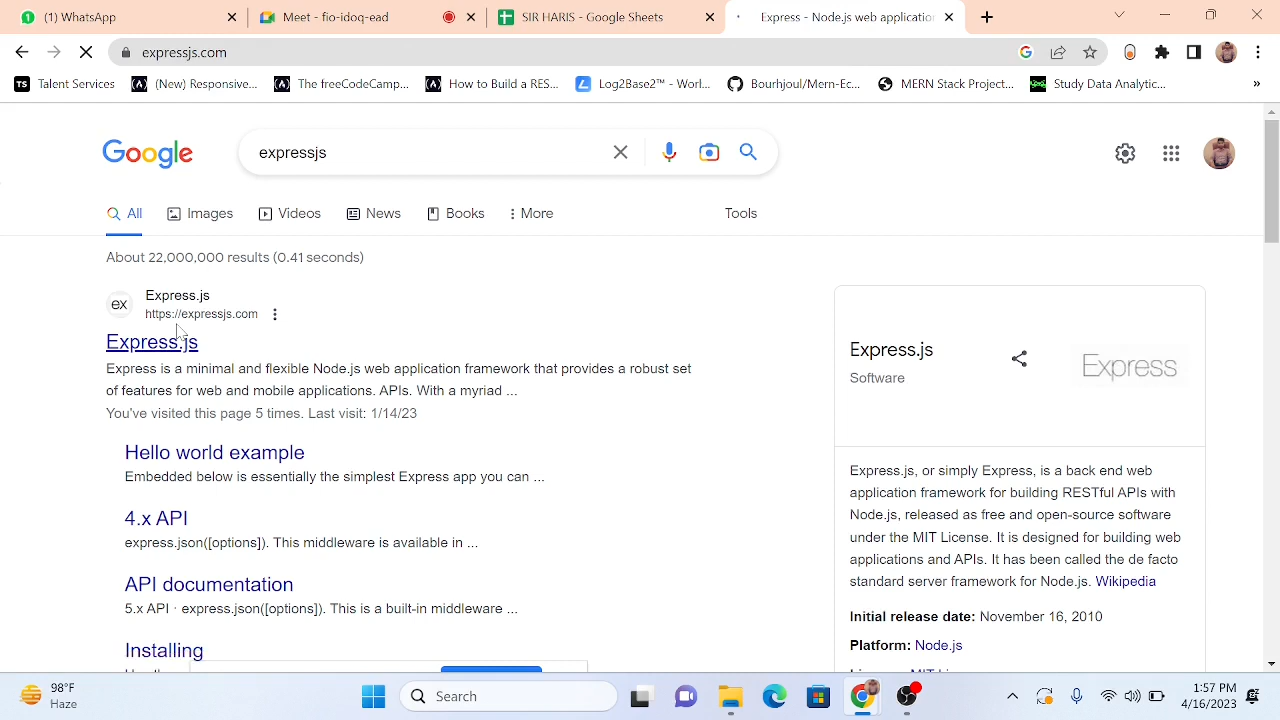 (1) WhatsApp
Meet - fio-doq-ead
SIR HARIS - Google Sheets
Express - Node.js web application
expressjs.com
TS Talent Services
(New) Responsive...
The freeCodeCamp...
How to Build a RES...
Log2Base2™ - Worl...
Bourhjoul/Mern-Ec...
MERN Stack Project...
Study Data Analytic...
»
Google
expressjs
All
Images
Videos
News
Books
More
Tools
About 22,000,000 results (0.41 seconds)
ex
Express.js
https://expressjs.com
Express.js
Express is a minimal and flexible Node.js web application framework that provides a robust set
of features for web and mobile applications. APIs. With a myriad ...
You've visited this page 5 times. Last visit: 1/14/23
Hello world example
Embedded below is essentially the simplest Express app you can ...
4.x API
express.json([options]). This middleware is available in ...
API documentation
5.x API · express.json([options]). This is a built-in middleware ...
Installing
Express.js
Software
Express
Express.js, or simply Express, is a back end web
application framework for building RESTful APIs with
Node.js, released as free and open-source software
under the MIT License. It is designed for building web
applications and APIs. It has been called the de facto
standard server framework for Node.js. Wikipedia
Initial release date: November 16, 2010
Platform: Node.js
98°F
Haze
Search
1:57 PM
4/16/2023